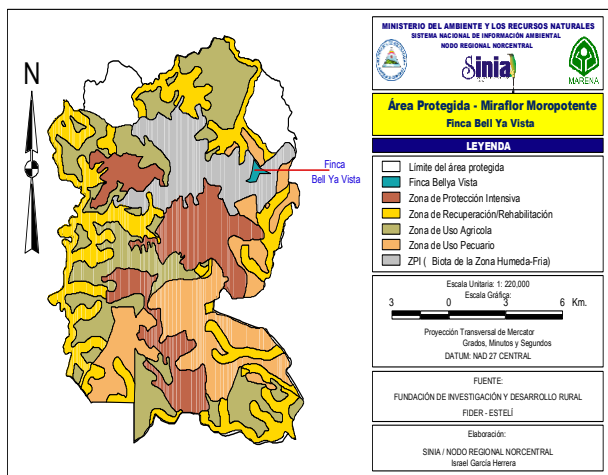 MINISTERIO DEL AMBIENTE Y LOS RECURSOS NATURALES
SISTEMA NACIONAL DE INFORMACIÓN AMBIENTAL
NODO REGIONAL NORCENTRAL
Sinia
MARENA
Área Protegida - Miraflor Moropotente
Finca Bell Ya Vista
LEYENDA
Límite del área protegida
Finca Bellya Vista
Zona de Protección Intensiva
Zona de Recuperación/Rehabilitación
Zona de Uso Agrícola
Zona de Uso Pecuario
ZPI ( Biota de la Zona Humeda-Fria)
Escala Unitaria: 1: 220,000
Escala Gráfica:
3 0 3 6 Km.
Proyección Transversal de Mercator
Grados, Minutos y Segundos
DATUM: NAD 27 CENTRAL
FUENTE:
FUNDACIÓN DE INVESTIGACIÓN Y DESARROLLO RURAL
FIDER - ESTELÍ
Elaboración:
SINIA / NODO REGIONAL NORCENTRAL
Israel García Herrera
N
Finca
Bell Ya Vista